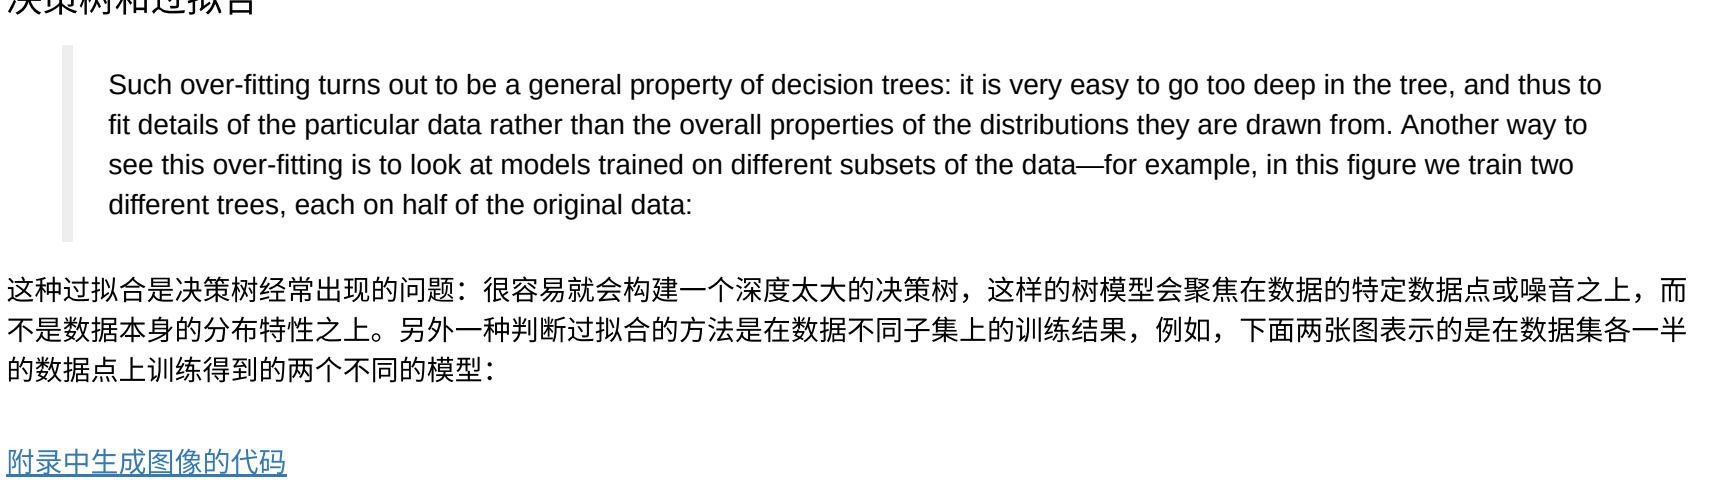 决策树和过拟合
Such over-fitting turns out to be a general property of decision trees: it is very easy to go too deep in the tree, and thus to
fit details of the particular data rather than the overall properties of the distributions they are drawn from. Another way to
see this over-fitting is to look at models trained on different subsets of the data—for example, in this figure we train two
different trees, each on half of the original data:
这种过拟合是决策树经常出现的问题：很容易就会构建一个深度太大的决策树，这样的树模型会聚焦在数据的特定数据点或噪音之上，而
不是数据本身的分布特性之上。另外一种判断过拟合的方法是在数据不同子集上的训练结果，例如，下面两张图表示的是在数据集各一半
的数据点上训练得到的两个不同的模型：
附录中生成图像的代码